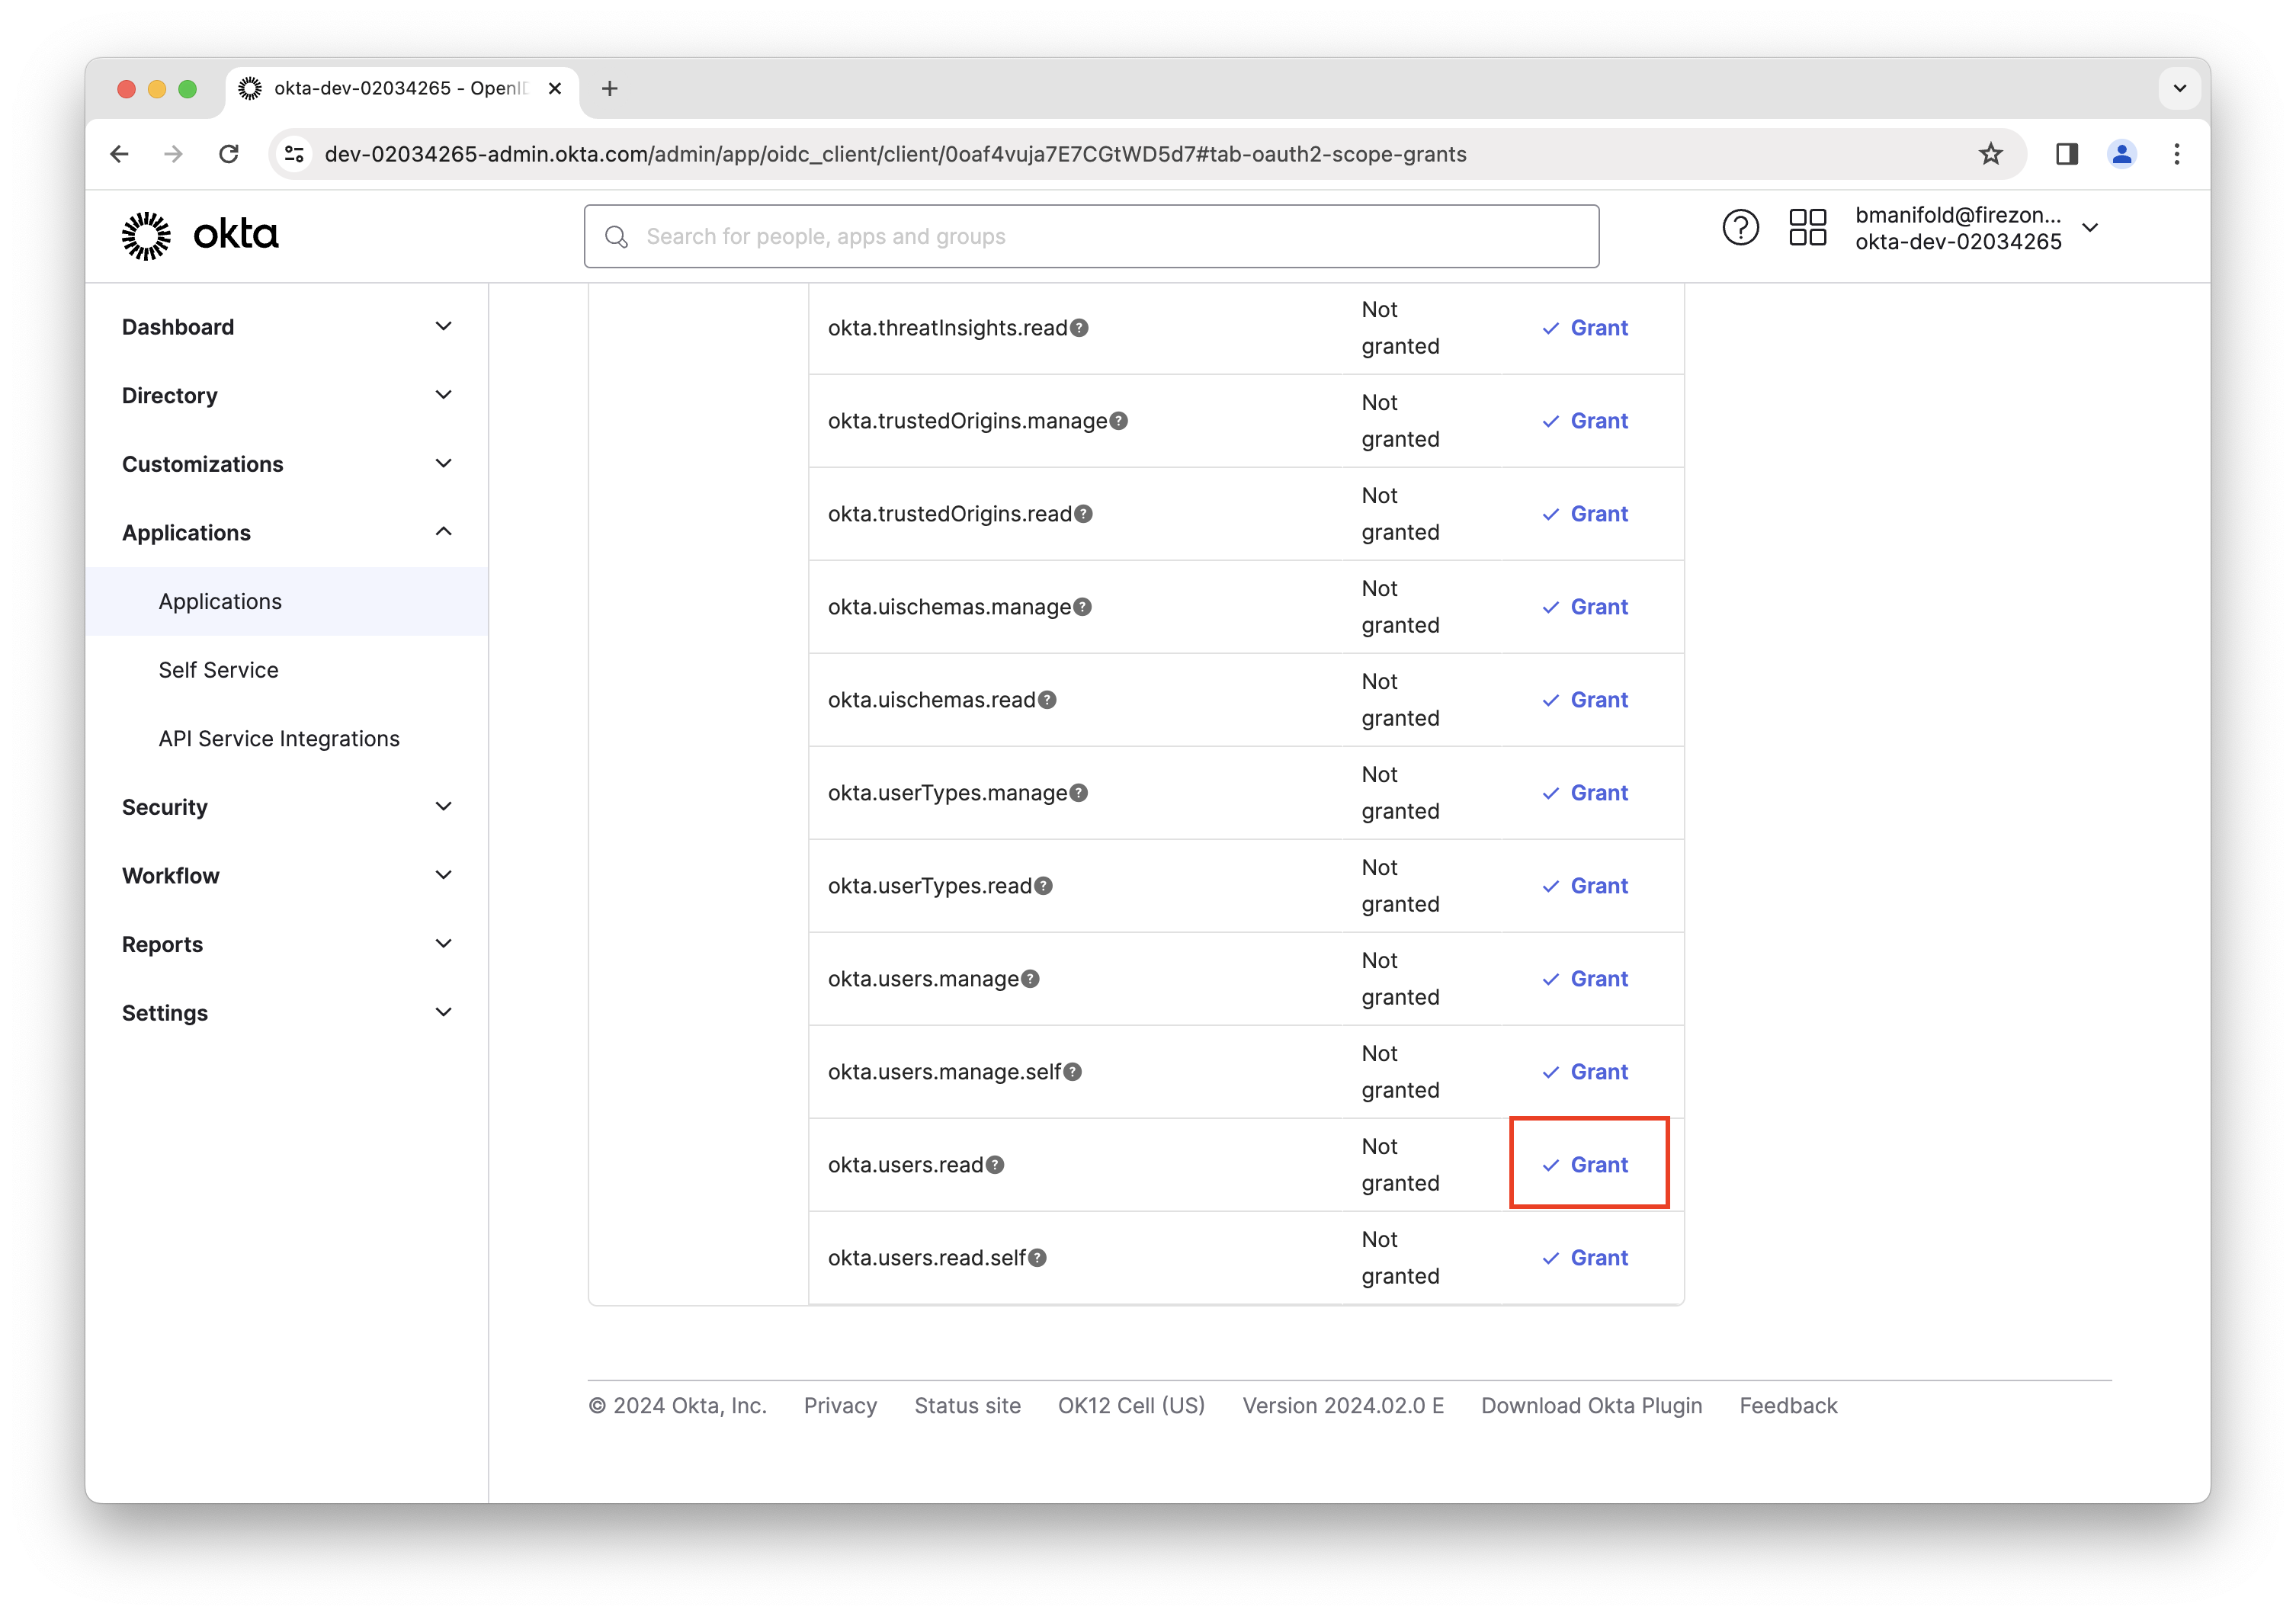 okta-dev-02034265 - OpenID
dev-02034265-admin.okta.com/admin/app/oidc_client/client/0oaf4vuja7E7CGtWD5d7#tab-oauth2-scope-grants
okta
Search for people, apps and groups
bmanifold@firezon...
okta-dev-02034265
Dashboard
Directory
Customizations
Applications
Applications
Self Service
API Service Integrations
Security
Workflow
Reports
Settings
okta.threatInsights.read Not granted Grant
okta.trustedOrigins.manage Not granted Grant
okta.trustedOrigins.read Not granted Grant
okta.uischemas.manage Not granted Grant
okta.uischemas.read Not granted Grant
okta.userTypes.manage Not granted Grant
okta.userTypes.read Not granted Grant
okta.users.manage Not granted Grant
okta.users.manage.self Not granted Grant
okta.users.read Not granted Grant
okta.users.read.self Not granted Grant
© 2024 Okta, Inc. Privacy Status site OK12 Cell (US) Version 2024.02.0 E Download Okta Plugin Feedback